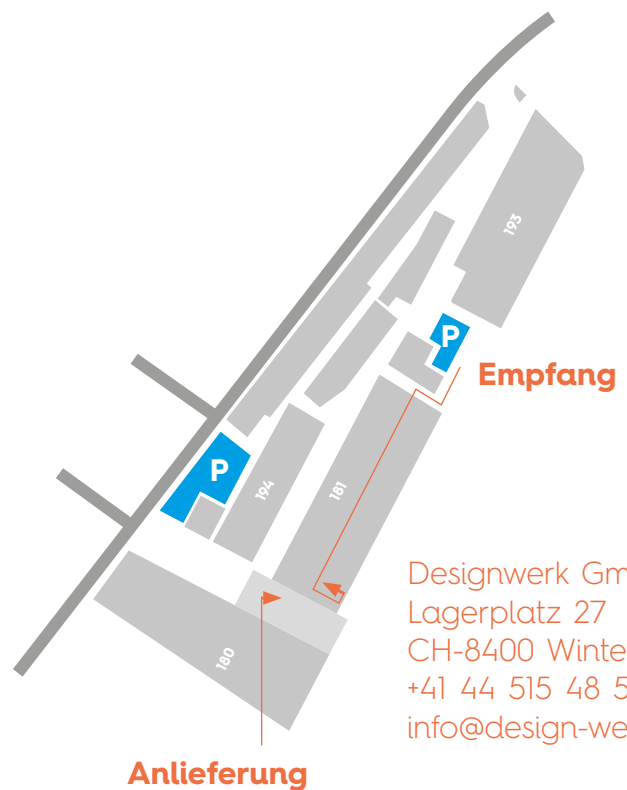 193
P
Empfang
181
P
194
Designwerk Gm
Lagerplatz 27
CH-8400 Winte
+41 44 515 48 5
info@design-we
180
Anlieferung